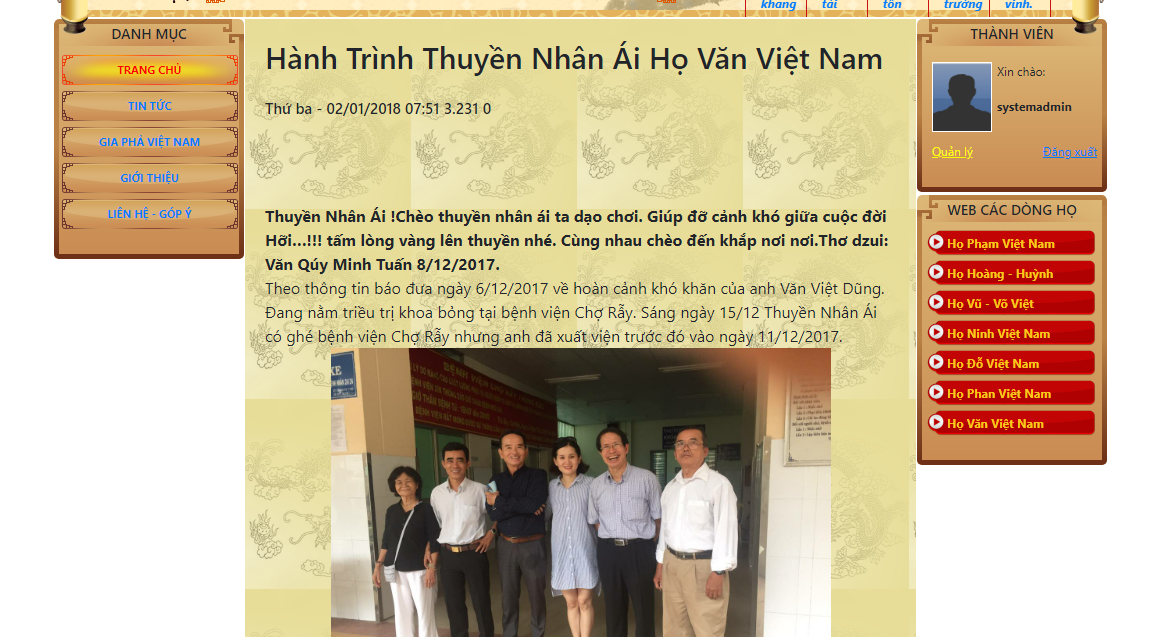 khang tài tôn trưởng vinh.
DANH MỤC
TRANG CHỦ
TIN TỨC
GIA PHẢ VIỆT NAM
GIỚI THIỆU
LIÊN HỆ - GÓP Ý
Hành Trình Thuyền Nhân Ái Họ Văn Việt Nam
Thứ ba - 02/01/2018 07:51 3.231 0
Thuyền Nhân Ái !Chèo thuyền nhân ái ta dạo chơi. Giúp đỡ cảnh khó giữa cuộc đời
Hỡi...!!! tấm lòng vàng lên thuyền nhé. Cùng nhau chèo đến khắp nơi nơi.Thơ dzui:
Văn Qúy Minh Tuấn 8/12/2017.
Theo thông tin báo đưa ngày 6/12/2017 về hoàn cảnh khó khăn của anh Văn Việt Dũng.
Đang nằm triều trị khoa bỏng tại bệnh viện Chợ Rẫy. Sáng ngày 15/12 Thuyền Nhân Ái
có ghé bệnh viện Chợ Rẫy nhưng anh đã xuất viện trước đó vào ngày 11/12/2017.
THÀNH VIÊN
Xin chào:
systemadmin
Quản lý
Đăng xuất
WEB CÁC DÒNG HỌ
Họ Phạm Việt Nam
Họ Hoàng - Huỳnh
Họ Vũ - Võ Việt
Họ Ninh Việt Nam
Họ Đỗ Việt Nam
Họ Phan Việt Nam
Họ Văn Việt Nam